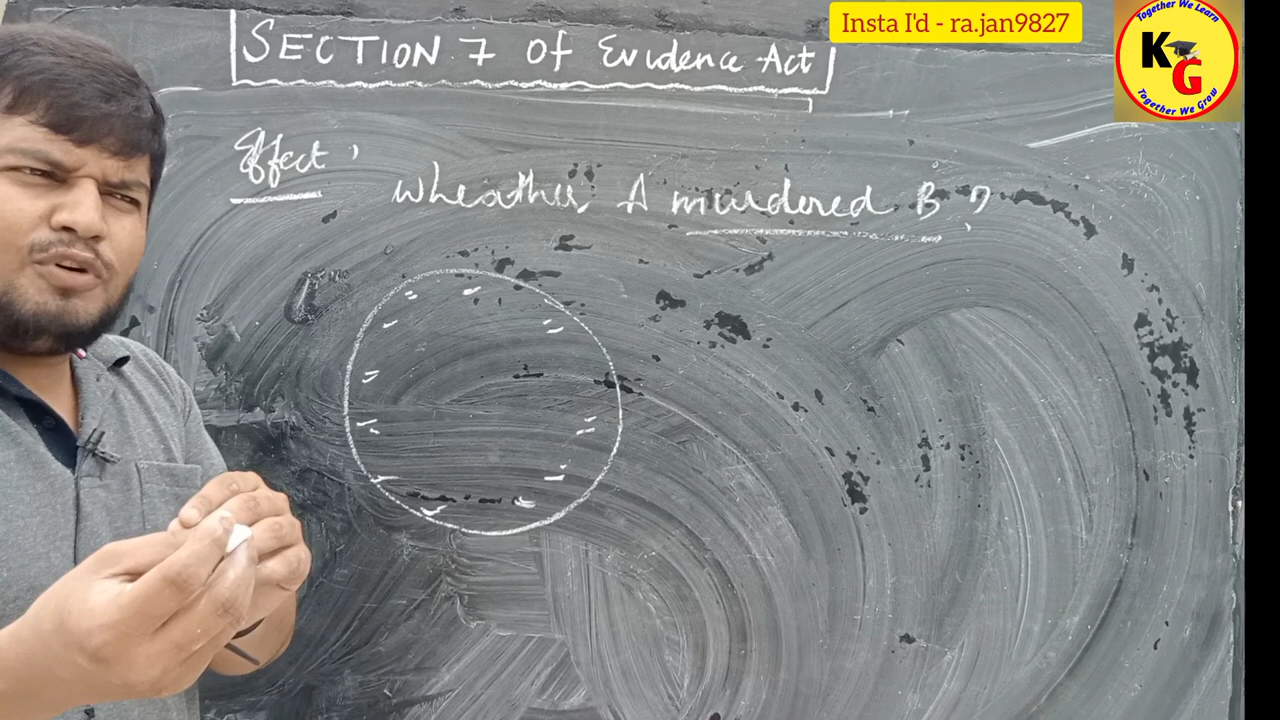 Insta I'd - ra.jan9827
Together We Learn
KG
Together We Grow
SECTION 7 Of Evidence Act
Effect,
Wheather A murdered B ?